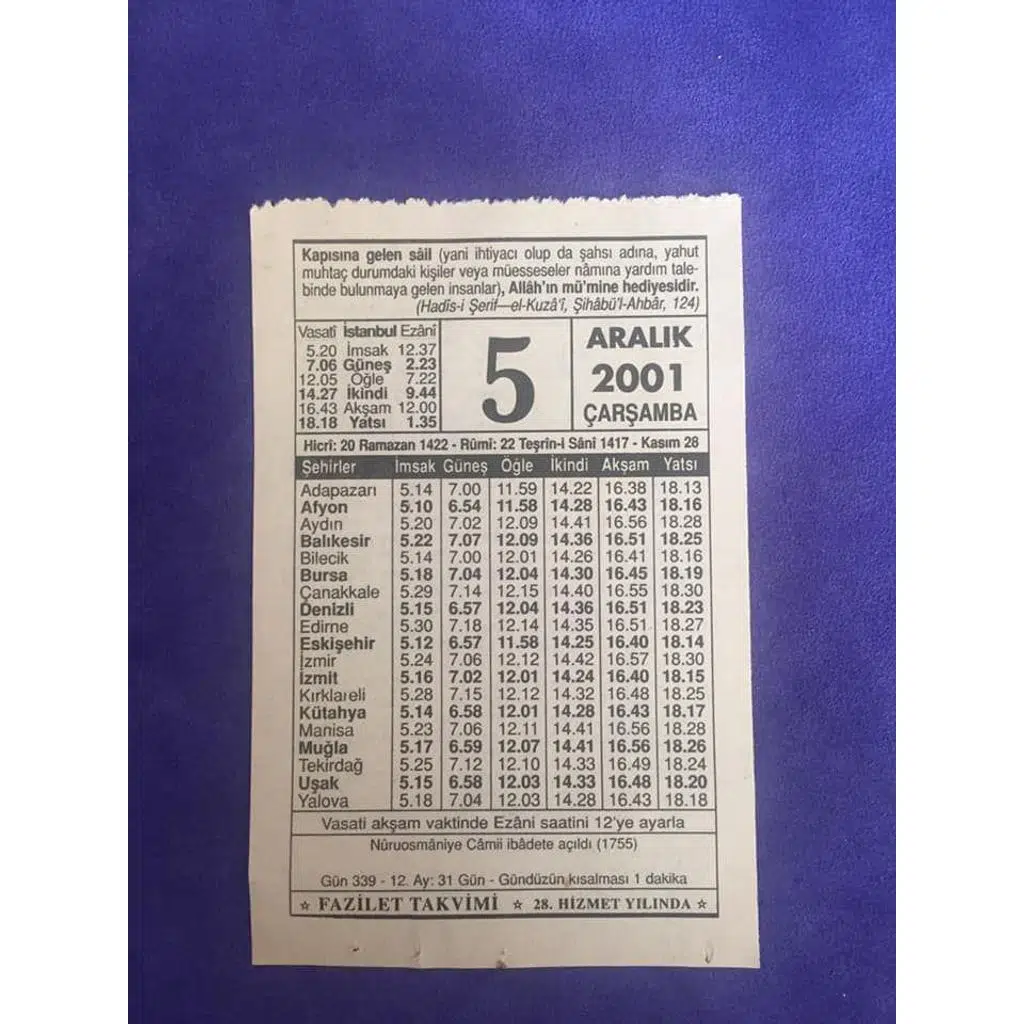 Kapısına gelen sâil (yani ihtiyacı olup da şahsı adına, yahut
muhtaç durumdaki kişiler veya müesseseler nâmına yardım tale-
binde bulunmaya gelen insanlar), Allâh'ın mü'mine hediyesidir.
(Hadîs-i Şerif—el-Kuzâ'î, Şihâbü'l-Ahbâr, 124)
Vasatî İstanbul Ezânî
5.20 İmsak 12.37
7.06 Güneş 2.23
12.05 Öğle 7.22
14.27 İkindi 9.44
16.43 Akşam 12.00
18.18 Yatsı 1.35
5
ARALIK
2001
ÇARŞAMBA
Hicrî: 20 Ramazan 1422 - Rûmî: 22 Teşrîn-i Sânî 1417 - Kasım 28
Şehirler İmsak Güneş Öğle İkindi Akşam Yatsı
Adapazarı 5.14 7.00 11.59 14.22 16.38 18.13
Afyon 5.10 6.54 11.58 14.28 16.43 18.16
Aydın 5.20 7.02 12.09 14.41 16.56 18.28
Balıkesir 5.22 7.07 12.09 14.36 16.51 18.25
Bilecik 5.14 7.00 12.01 14.26 16.41 18.16
Bursa 5.18 7.04 12.04 14.30 16.45 18.19
Çanakkale 5.29 7.14 12.15 14.40 16.55 18.30
Denizli 5.15 6.57 12.04 14.36 16.51 18.23
Edirne 5.30 7.18 12.14 14.35 16.51 18.27
Eskişehir 5.12 6.57 11.58 14.25 16.40 18.14
İzmir 5.24 7.06 12.12 14.42 16.57 18.30
İzmit 5.16 7.02 12.01 14.24 16.40 18.15
Kırklareli 5.28 7.15 12.12 14.32 16.48 18.25
Kütahya 5.14 6.58 12.01 14.28 16.43 18.17
Manisa 5.23 7.06 12.11 14.41 16.56 18.28
Muğla 5.17 6.59 12.07 14.41 16.56 18.26
Tekirdağ 5.25 7.12 12.10 14.33 16.49 18.24
Uşak 5.15 6.58 12.03 14.33 16.48 18.20
Yalova 5.18 7.04 12.03 14.28 16.43 18.18
Vasati akşam vaktinde Ezâni saatini 12'ye ayarla
Nûruosmâniye Câmii ibâdete açıldı (1755)
Gün 339 - 12. Ay: 31 Gün - Gündüzün kısalması 1 dakika
☆ FAZİLET TAKVİMİ ☆ 28. HİZMET YILINDA ☆